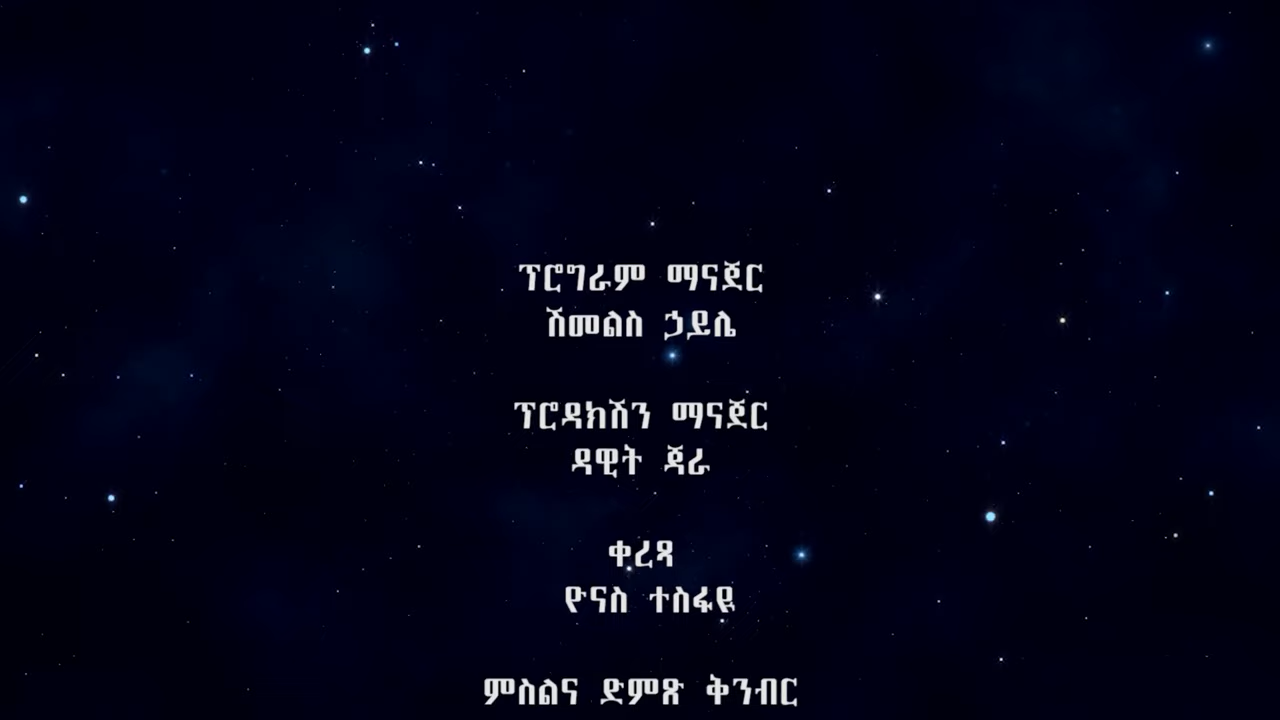 ፕሮግራም ማናጀር
ሽመልስ ኃይሌ
ፕሮዳክሽን ማናጀር
ዳዊት ጃራ
ቀረጻ
ዮናስ ተስፋዬ
ምስልና ድምጽ ቅንብር